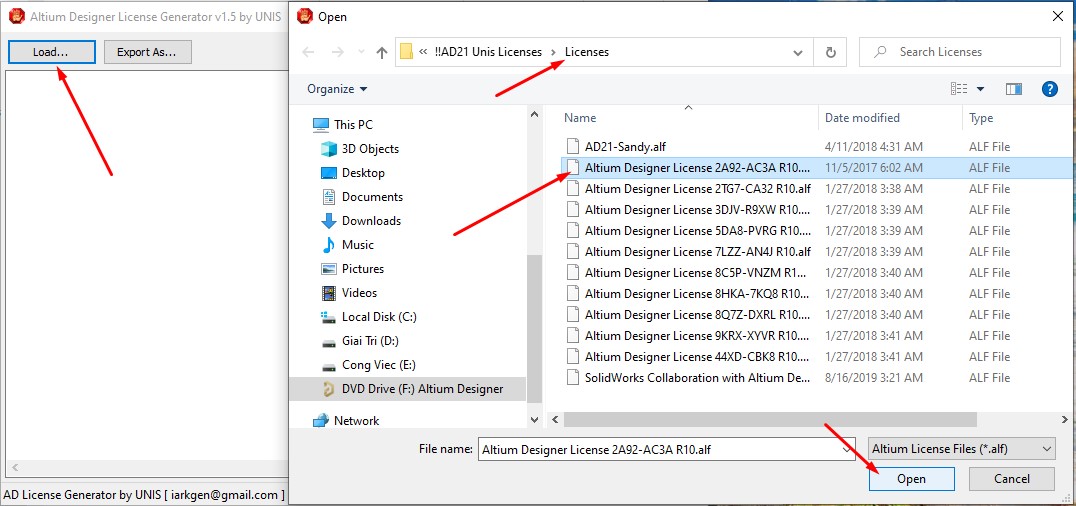 Altium Designer License Generator v1.5 by UNIS
Load...
Export As...
AD License Generator by UNIS [ iarkgen@gmail.com ]
Open
« !!AD21 Unis Licenses › Licenses
Search Licenses
Organize
This PC
3D Objects
Desktop
Documents
Downloads
Music
Pictures
Videos
Local Disk (C:)
Giai Tri (D:)
Cong Viec (E:)
DVD Drive (F:) Altium Designer
Network
Name Date modified Type
AD21-Sandy.alf 4/11/2018 4:31 AM ALF File
Altium Designer License 2A92-AC3A R10.... 11/5/2017 6:02 AM ALF File
Altium Designer License 2TG7-CA32 R10.alf 1/27/2018 3:38 AM ALF File
Altium Designer License 3DJV-R9XW R10.... 1/27/2018 3:39 AM ALF File
Altium Designer License 5DA8-PVRG R10.... 1/27/2018 3:39 AM ALF File
Altium Designer License 7LZZ-AN4J R10.alf 1/27/2018 3:39 AM ALF File
Altium Designer License 8C5P-VNZM R1... 1/27/2018 3:39 AM ALF File
Altium Designer License 8HKA-7KQ8 R10.... 1/27/2018 3:40 AM ALF File
Altium Designer License 8Q7Z-DXRL R10.... 1/27/2018 3:40 AM ALF File
Altium Designer License 9KRX-XYVR R10.... 1/27/2018 3:41 AM ALF File
Altium Designer License 44XD-CBK8 R10.... 1/27/2018 3:41 AM ALF File
SolidWorks Collaboration with Altium De... 8/16/2019 3:21 AM ALF File
File name: Altium Designer License 2A92-AC3A R10.alf
Altium License Files (*.alf)
Open
Cancel